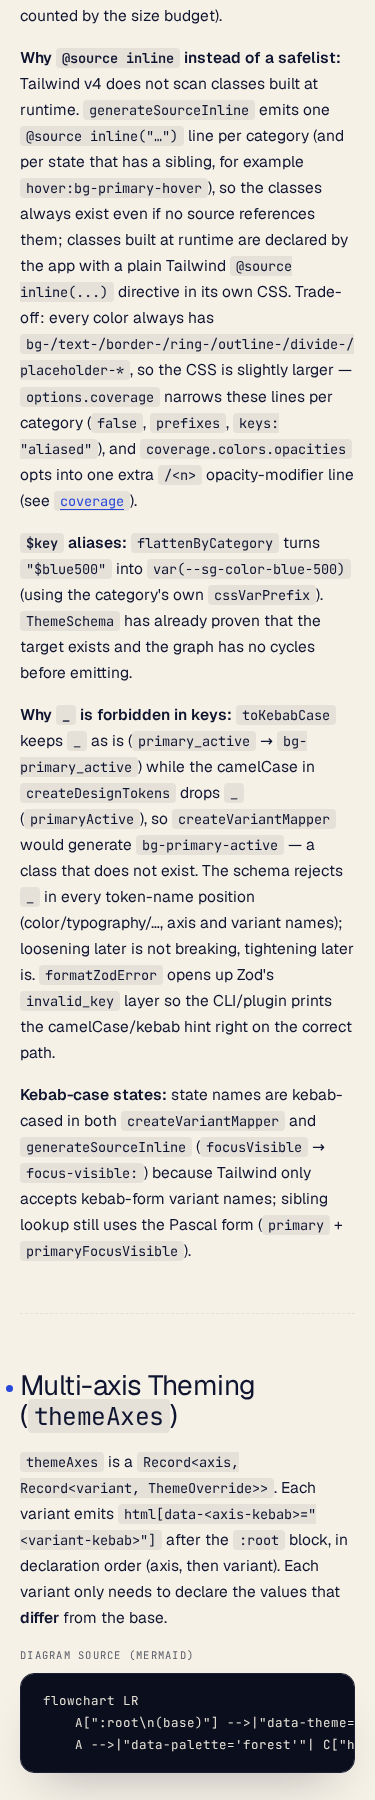 counted by the size budget).
Why @source inline instead of a safelist:
Tailwind v4 does not scan classes built at
runtime. generateSourceInline emits one
@source inline("…") line per category (and
per state that has a sibling, for example
hover:bg-primary-hover), so the classes
always exist even if no source references
them; classes built at runtime are declared by
the app with a plain Tailwind @source
inline(...) directive in its own CSS. Trade-
off: every color always has
bg-/text-/border-/ring-/outline-/divide-/
placeholder-*, so the CSS is slightly larger —
options.coverage narrows these lines per
category (false, prefixes, keys:
"aliased"), and coverage.colors.opacities
opts into one extra /<n> opacity-modifier line
(see coverage).
$key aliases: flattenByCategory turns
"$blue500" into var(--sg-color-blue-500)
(using the category's own cssVarPrefix).
ThemeSchema has already proven that the
target exists and the graph has no cycles
before emitting.
Why _ is forbidden in keys: toKebabCase
keeps _ as is (primary_active → bg-
primary_active) while the camelCase in
createDesignTokens drops _
(primaryActive), so createVariantMapper
would generate bg-primary-active — a
class that does not exist. The schema rejects
_ in every token-name position
(color/typography/…, axis and variant names);
loosening later is not breaking, tightening later
is. formatZodError opens up Zod's
invalid_key layer so the CLI/plugin prints
the camelCase/kebab hint right on the correct
path.
Kebab-case states: state names are kebab-
cased in both createVariantMapper and
generateSourceInline (focusVisible →
focus-visible:) because Tailwind only
accepts kebab-form variant names; sibling
lookup still uses the Pascal form (primary +
primaryFocusVisible).
Multi-axis Theming
(themeAxes)
themeAxes is a Record<axis,
Record<variant, ThemeOverride>>. Each
variant emits html[data-<axis-kebab>="
<variant-kebab>"] after the :root block, in
declaration order (axis, then variant). Each
variant only needs to declare the values that
differ from the base.
DIAGRAM SOURCE (MERMAID)
flowchart LR
A[":root\n(base)"] -->|"data-theme=
A -->|"data-palette='forest'"| C["h